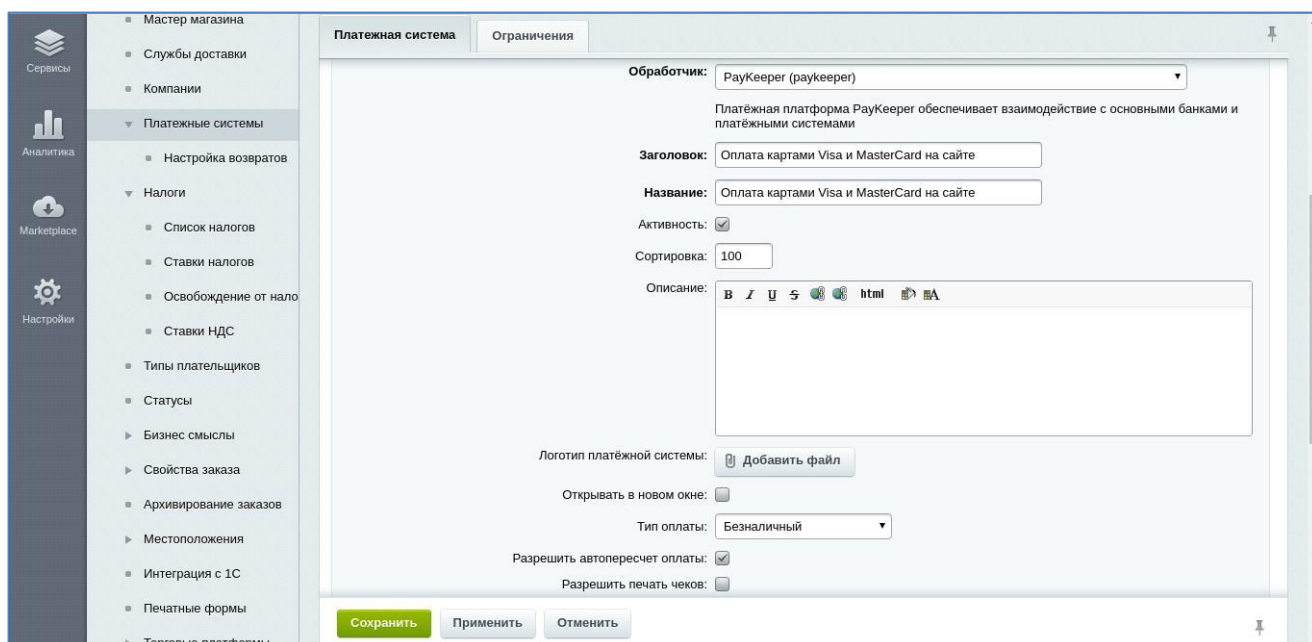 Сервисы
Аналитика
Marketplace
Настройки
Мастер магазина
Службы доставки
Компании
Платежные системы
Настройка возвратов
Налоги
Список налогов
Ставки налогов
Освобождение от нало
Ставки НДС
Типы плательщиков
Статусы
Бизнес смыслы
Свойства заказа
Архивирование заказов
Местоположения
Интеграция с 1С
Печатные формы
Торговые платформы
Платежная система Ограничения
Обработчик: PayKeeper (paykeeper)
Платёжная платформа PayKeeper обеспечивает взаимодействие с основными банками и
платёжными системами
Заголовок: Оплата картами Visa и MasterCard на сайте
Название: Оплата картами Visa и MasterCard на сайте
Активность:
Сортировка: 100
Описание: B I U S html A
Логотип платёжной системы: Добавить файл
Открывать в новом окне:
Тип оплаты: Безналичный
Разрешить автопересчет оплаты:
Разрешить печать чеков:
Сохранить Применить Отменить